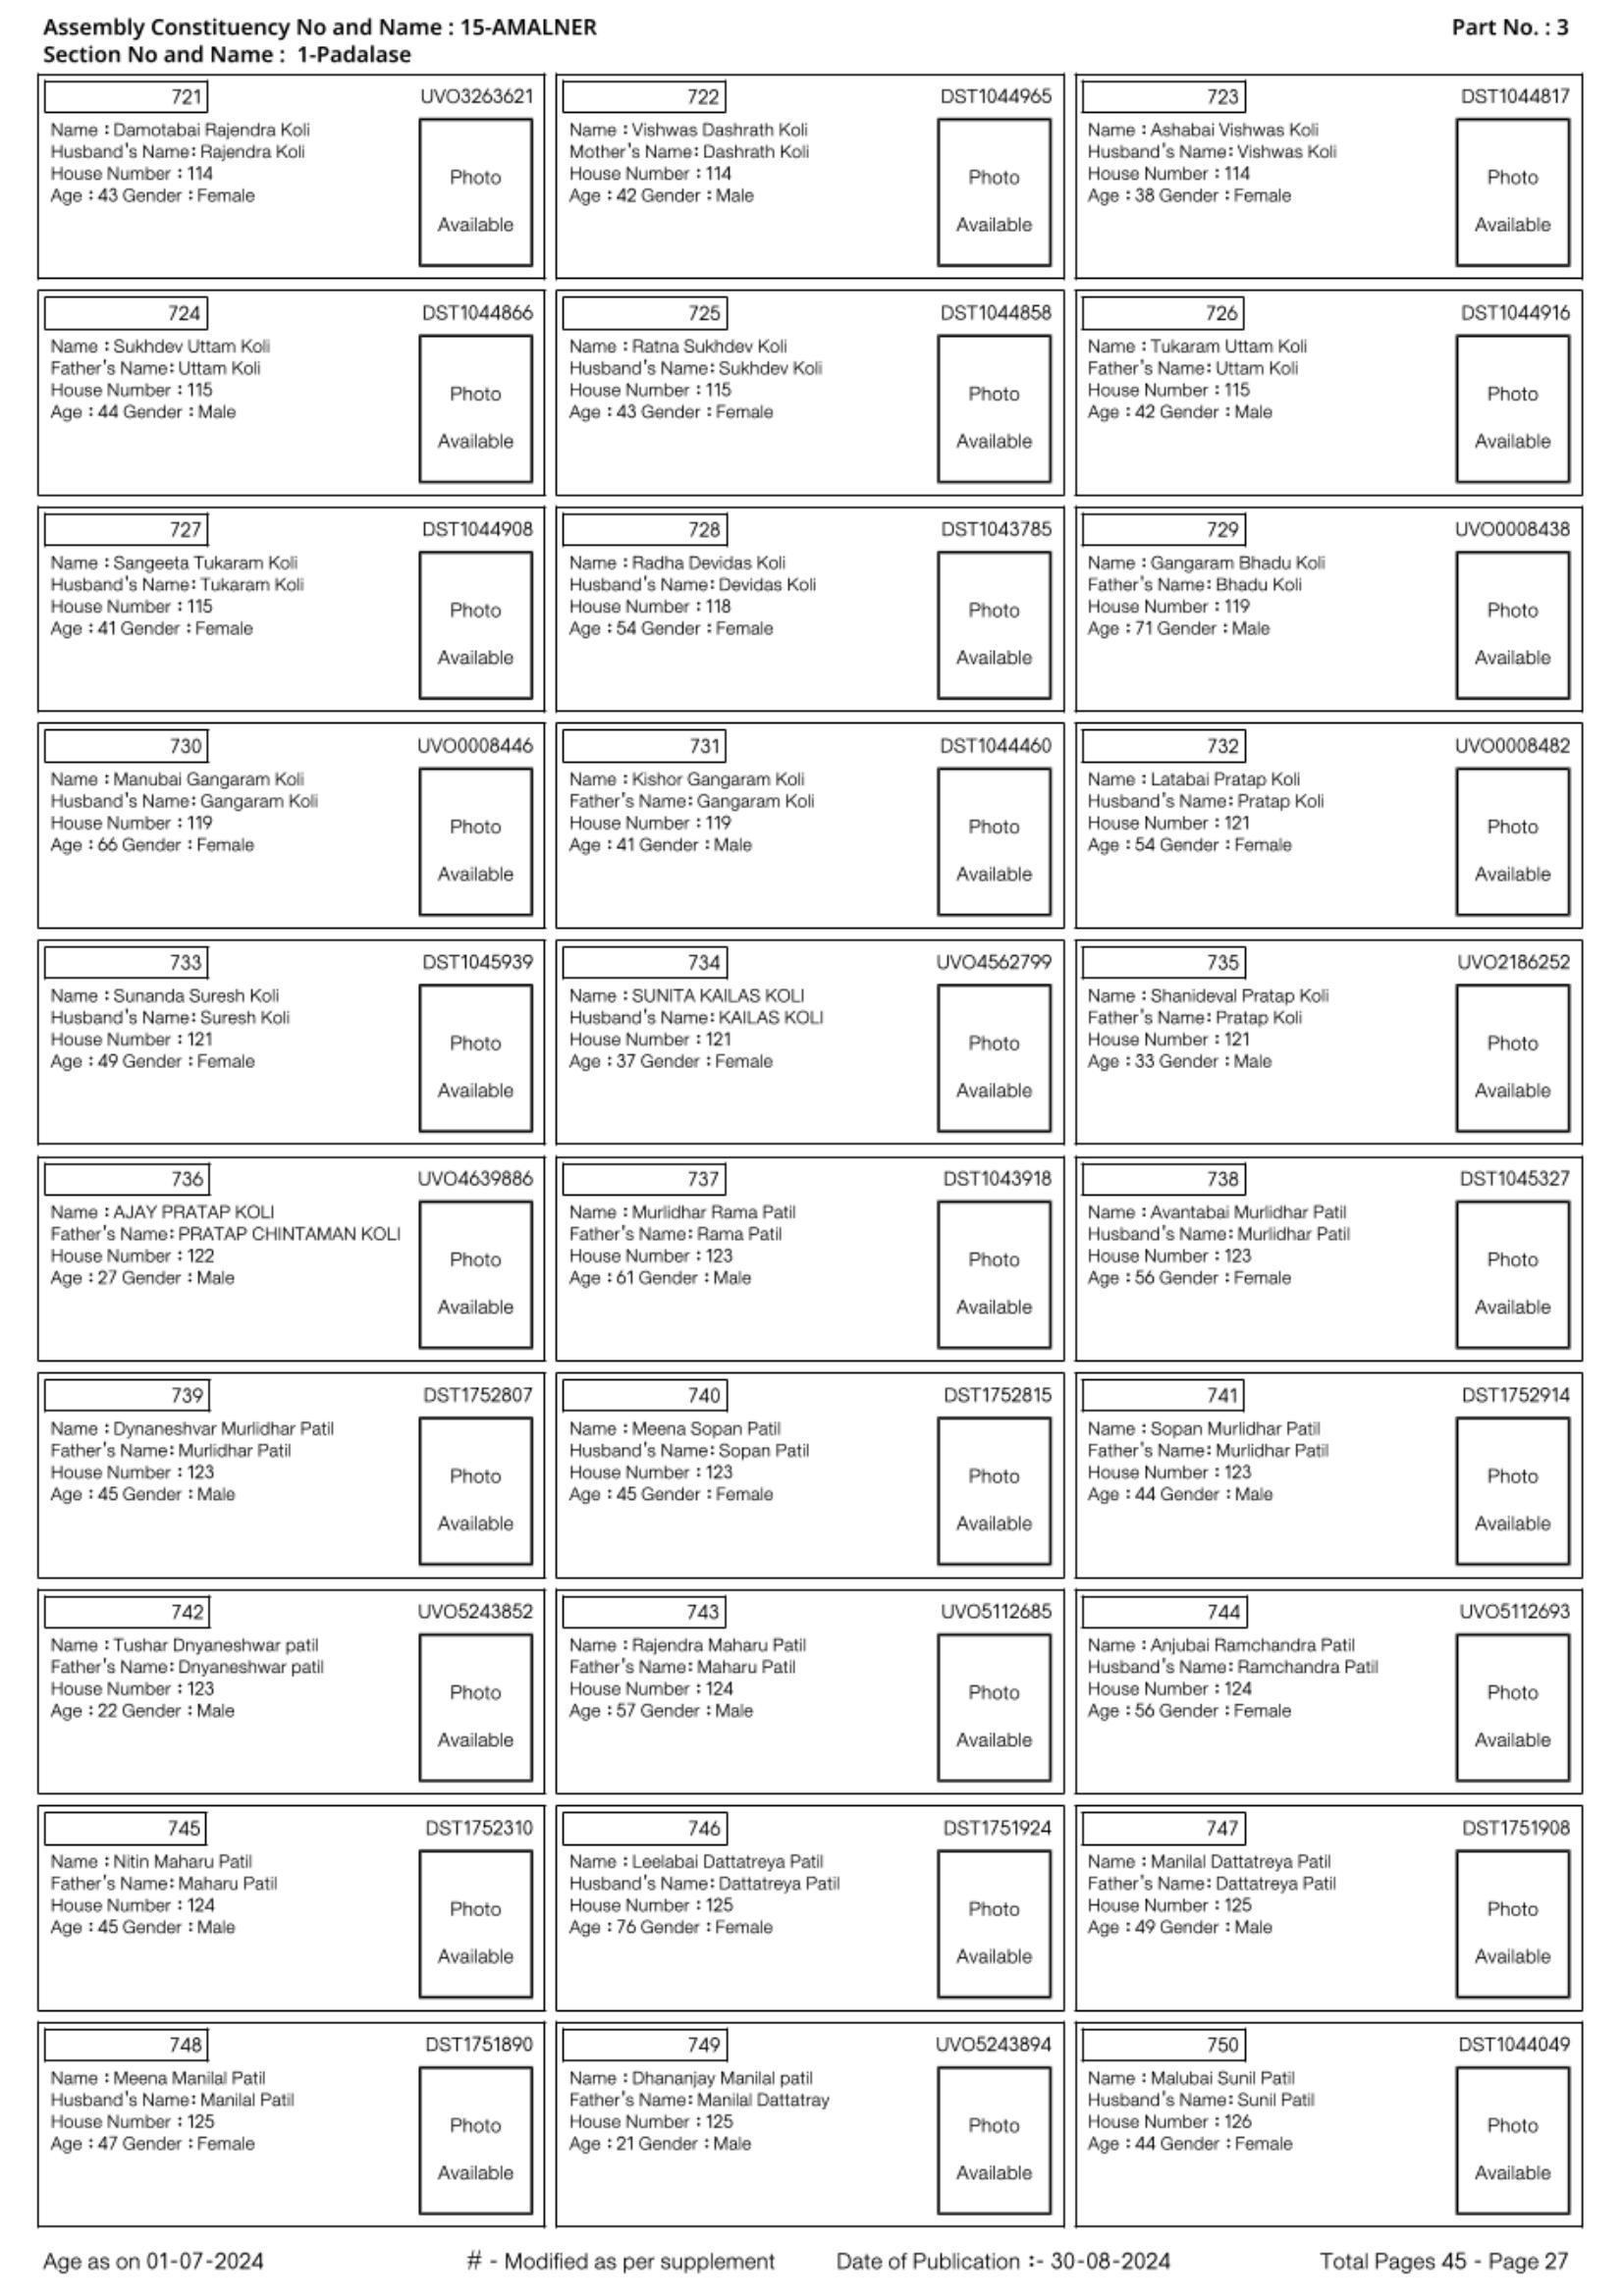 Assembly Constituency No and Name : 15-AMALNER
Part No. : 3
Section No and Name : 1-Padalase
721 UVO3263621
Name : Damotabai Rajendra Koli
Husband's Name: Rajendra Koli
House Number : 114
Age : 43 Gender : Female
Photo
Available
722 DST1044965
Name : Vishwas Dashrath Koli
Mother's Name: Dashrath Koli
House Number : 114
Age : 42 Gender : Male
Photo
Available
723 DST1044817
Name : Ashabai Vishwas Koli
Husband's Name: Vishwas Koli
House Number : 114
Age : 38 Gender : Female
Photo
Available
724 DST1044866
Name : Sukhdev Uttam Koli
Father's Name: Uttam Koli
House Number : 115
Age : 44 Gender : Male
Photo
Available
725 DST1044858
Name : Ratna Sukhdev Koli
Husband's Name: Sukhdev Koli
House Number : 115
Age : 43 Gender : Female
Photo
Available
726 DST1044916
Name : Tukaram Uttam Koli
Father's Name: Uttam Koli
House Number : 115
Age : 42 Gender : Male
Photo
Available
727 DST1044908
Name : Sangeeta Tukaram Koli
Husband's Name: Tukaram Koli
House Number : 115
Age : 41 Gender : Female
Photo
Available
728 DST1043785
Name : Radha Devidas Koli
Husband's Name: Devidas Koli
House Number : 118
Age : 54 Gender : Female
Photo
Available
729 UVO0008438
Name : Gangaram Bhadu Koli
Father's Name: Bhadu Koli
House Number : 119
Age : 71 Gender : Male
Photo
Available
730 UVO0008446
Name : Manubai Gangaram Koli
Husband's Name: Gangaram Koli
House Number : 119
Age : 66 Gender : Female
Photo
Available
731 DST1044460
Name : Kishor Gangaram Koli
Father's Name: Gangaram Koli
House Number : 119
Age : 41 Gender : Male
Photo
Available
732 UVO0008482
Name : Latabai Pratap Koli
Husband's Name: Pratap Koli
House Number : 121
Age : 54 Gender : Female
Photo
Available
733 DST1045939
Name : Sunanda Suresh Koli
Husband's Name: Suresh Koli
House Number : 121
Age : 49 Gender : Female
Photo
Available
734 UVO4562799
Name : SUNITA KAILAS KOLI
Husband's Name: KAILAS KOLI
House Number : 121
Age : 37 Gender : Female
Photo
Available
735 UVO2186252
Name : Shanideval Pratap Koli
Father's Name: Pratap Koli
House Number : 121
Age : 33 Gender : Male
Photo
Available
736 UVO4639886
Name : AJAY PRATAP KOLI
Father's Name: PRATAP CHINTAMAN KOLI
House Number : 122
Age : 27 Gender : Male
Photo
Available
737 DST1043918
Name : Murlidhar Rama Patil
Father's Name: Rama Patil
House Number : 123
Age : 61 Gender : Male
Photo
Available
738 DST1045327
Name : Avantabai Murlidhar Patil
Husband's Name: Murlidhar Patil
House Number : 123
Age : 56 Gender : Female
Photo
Available
739 DST1752807
Name : Dynaneshvar Murlidhar Patil
Father's Name: Murlidhar Patil
House Number : 123
Age : 45 Gender : Male
Photo
Available
740 DST1752815
Name : Meena Sopan Patil
Husband's Name: Sopan Patil
House Number : 123
Age : 45 Gender : Female
Photo
Available
741 DST1752914
Name : Sopan Murlidhar Patil
Father's Name: Murlidhar Patil
House Number : 123
Age : 44 Gender : Male
Photo
Available
742 UVO5243852
Name : Tushar Dnyaneshwar patil
Father's Name: Dnyaneshwar patil
House Number : 123
Age : 22 Gender : Male
Photo
Available
743 UVO5112685
Name : Rajendra Maharu Patil
Father's Name: Maharu Patil
House Number : 124
Age : 57 Gender : Male
Photo
Available
744 UVO5112693
Name : Anjubai Ramchandra Patil
Husband's Name: Ramchandra Patil
House Number : 124
Age : 56 Gender : Female
Photo
Available
745 DST1752310
Name : Nitin Maharu Patil
Father's Name: Maharu Patil
House Number : 124
Age : 45 Gender : Male
Photo
Available
746 DST1751924
Name : Leelabai Dattatreya Patil
Husband's Name: Dattatreya Patil
House Number : 125
Age : 76 Gender : Female
Photo
Available
747 DST1751908
Name : Manilal Dattatreya Patil
Father's Name: Dattatreya Patil
House Number : 125
Age : 49 Gender : Male
Photo
Available
748 DST1751890
Name : Meena Manilal Patil
Husband's Name: Manilal Patil
House Number : 125
Age : 47 Gender : Female
Photo
Available
749 UVO5243894
Name : Dhananjay Manilal patil
Father's Name: Manilal Dattatray
House Number : 125
Age : 21 Gender : Male
Photo
Available
750 DST1044049
Name : Malubai Sunil Patil
Husband's Name: Sunil Patil
House Number : 126
Age : 44 Gender : Female
Photo
Available
Age as on 01-07-2024 # - Modified as per supplement Date of Publication :- 30-08-2024 Total Pages 45 - Page 27